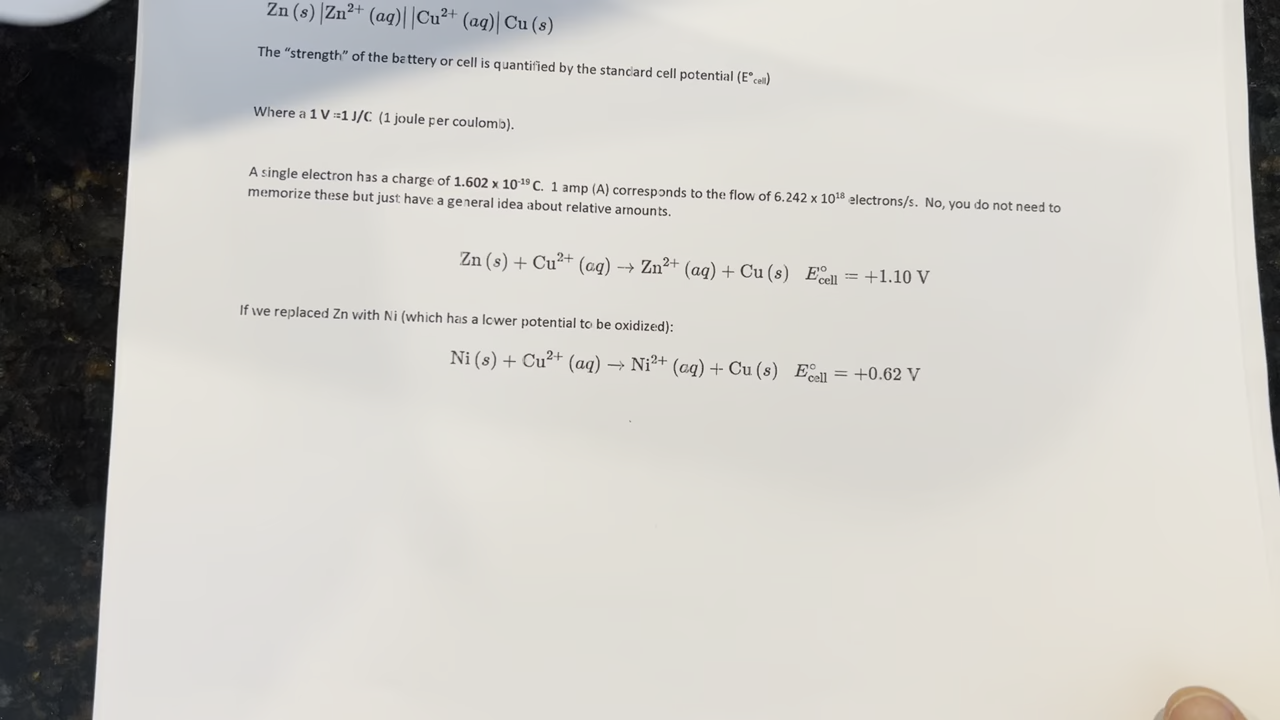 Zn (s) |Zn²⁺ (aq)| |Cu²⁺ (aq)| Cu (s)
The “strength” of the battery or cell is quantified by the standard cell potential (E°cell)
Where a 1 V =1 J/C (1 joule per coulomb).
A single electron has a charge of 1.602 x 10⁻¹⁹ C. 1 amp (A) corresponds to the flow of 6.242 x 10¹⁸ electrons/s. No, you do not need to
memorize these but just have a general idea about relative amounts.
Zn (s) + Cu²⁺ (aq) → Zn²⁺ (aq) + Cu (s) E°cell = +1.10 V
If we replaced Zn with Ni (which has a lower potential to be oxidized):
Ni (s) + Cu²⁺ (aq) → Ni²⁺ (aq) + Cu (s) E°cell = +0.62 V